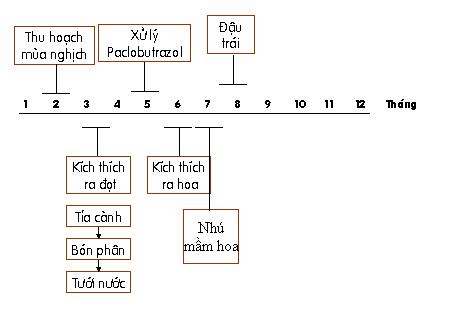 Thu hoạch
mùa nghịch
Xử lý
Paclobutrazol
Đậu
trái
1 2 3 4 5 6 7 8 9 10 11 12 Tháng
Kích thích
ra đọt
Kích thích
ra hoa
Tỉa cành
Bón phân
Tưới nước
Nhú
mầm hoa